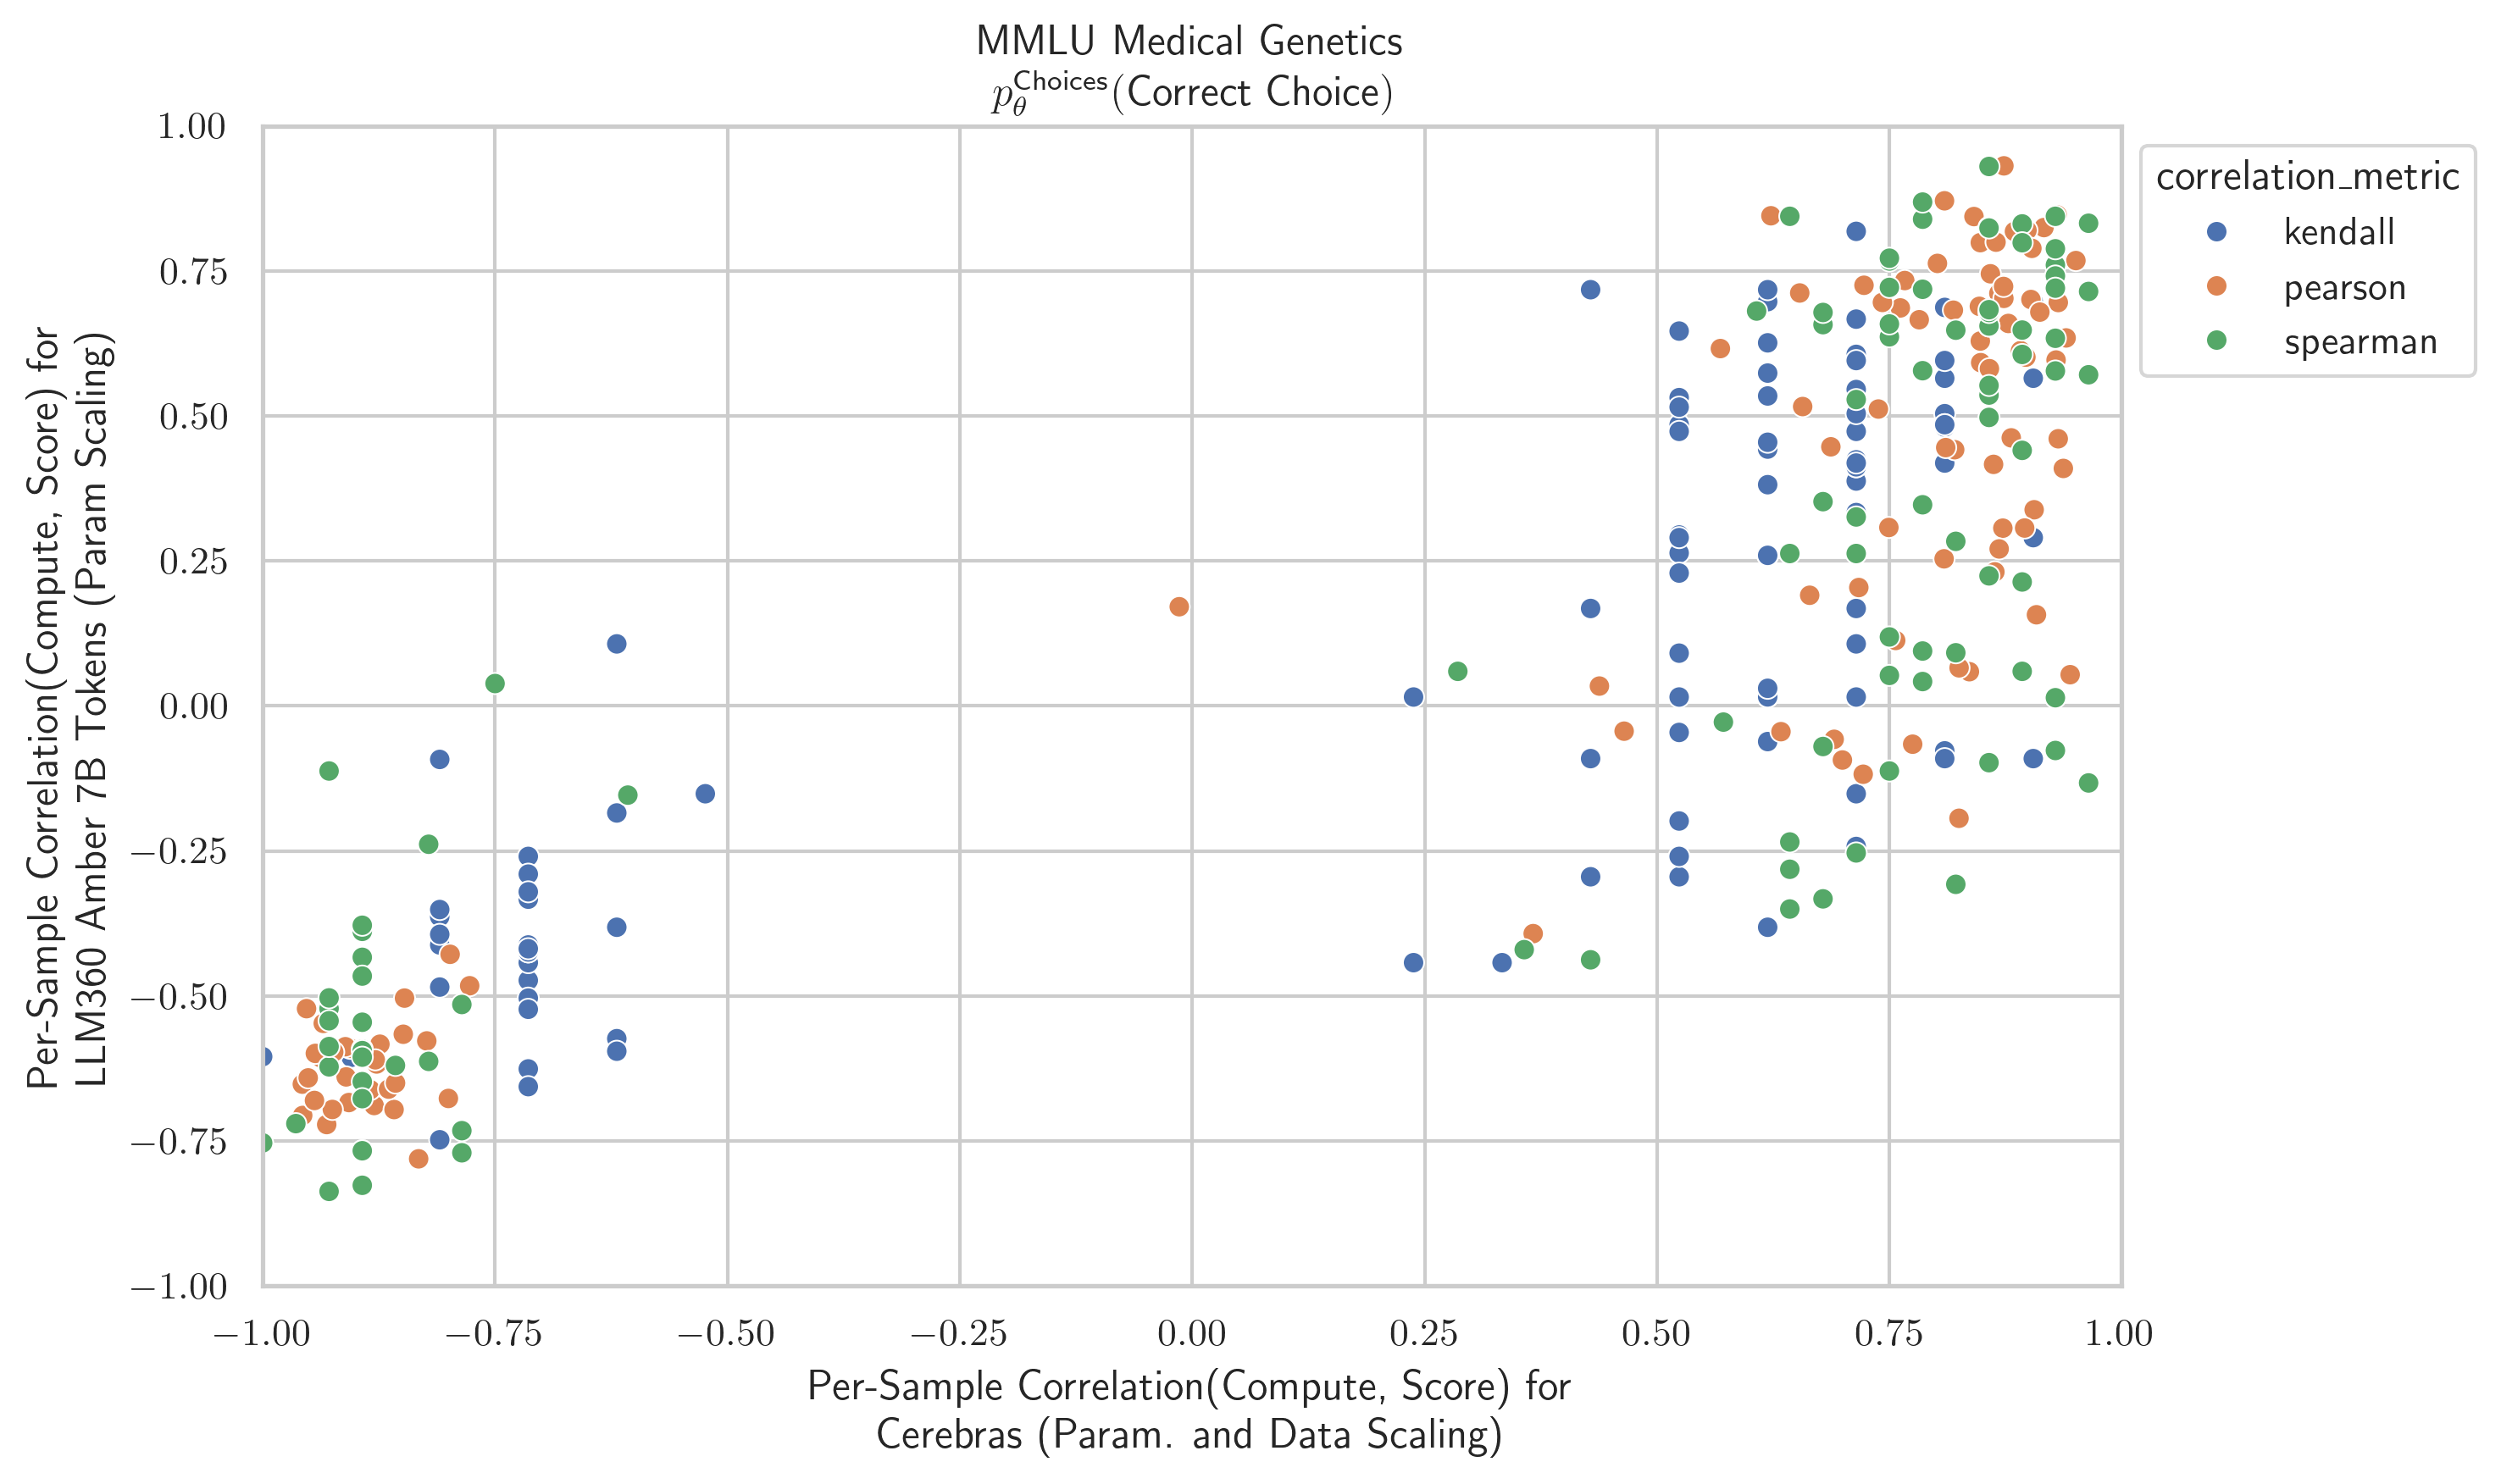 MMLU Medical Genetics
p_θ^Choices(Correct Choice)
1.00
0.75
0.50
0.25
0.00
−0.25
−0.50
−0.75
−1.00
Per-Sample Correlation(Compute, Score) for
LLM360 Amber 7B Tokens (Param Scaling)
−1.00
−0.75
−0.50
−0.25
0.00
0.25
0.50
0.75
1.00
Per-Sample Correlation(Compute, Score) for
Cerebras (Param. and Data Scaling)
correlation_metric
kendall
pearson
spearman